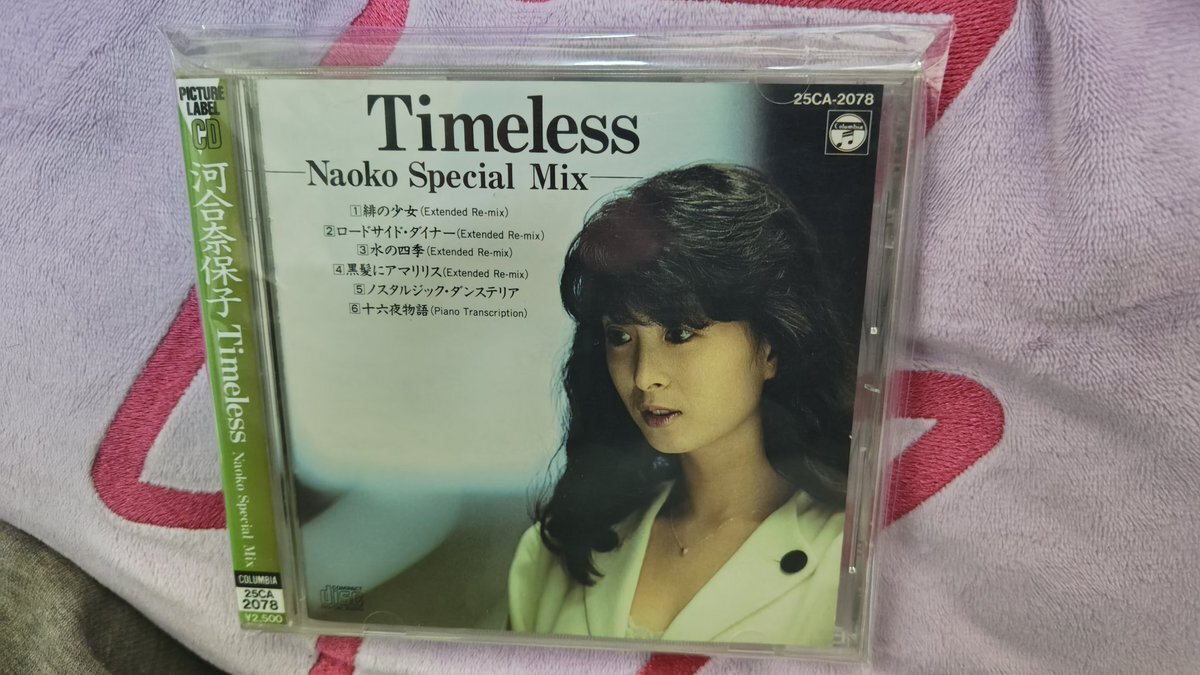 PICTURE
LABEL
CD
河合奈保子 Timeless Naoko Special Mix
COLUMBIA
25CA
2078
¥2,500
25CA-2078
Columbia
Timeless
Naoko Special Mix
1 緋の少女(Extended Re-mix)
2 ロードサイド・ダイナー(Extended Re-mix)
3 水の四季(Extended Re-mix)
4 黒髪にアマリリス(Extended Re-mix)
5 ノスタルジック・ダンステリア
6 十六夜物語(Piano Transcription)
COMPACT
disc